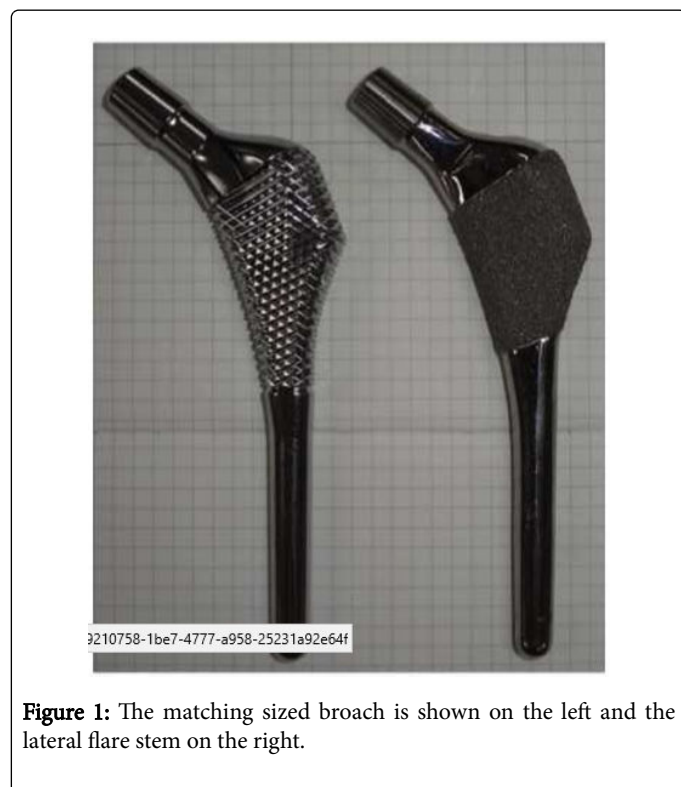 9210758-1be7-4777-a958-25231a92e64f
Figure 1: The matching sized broach is shown on the left and the
lateral flare stem on the right.